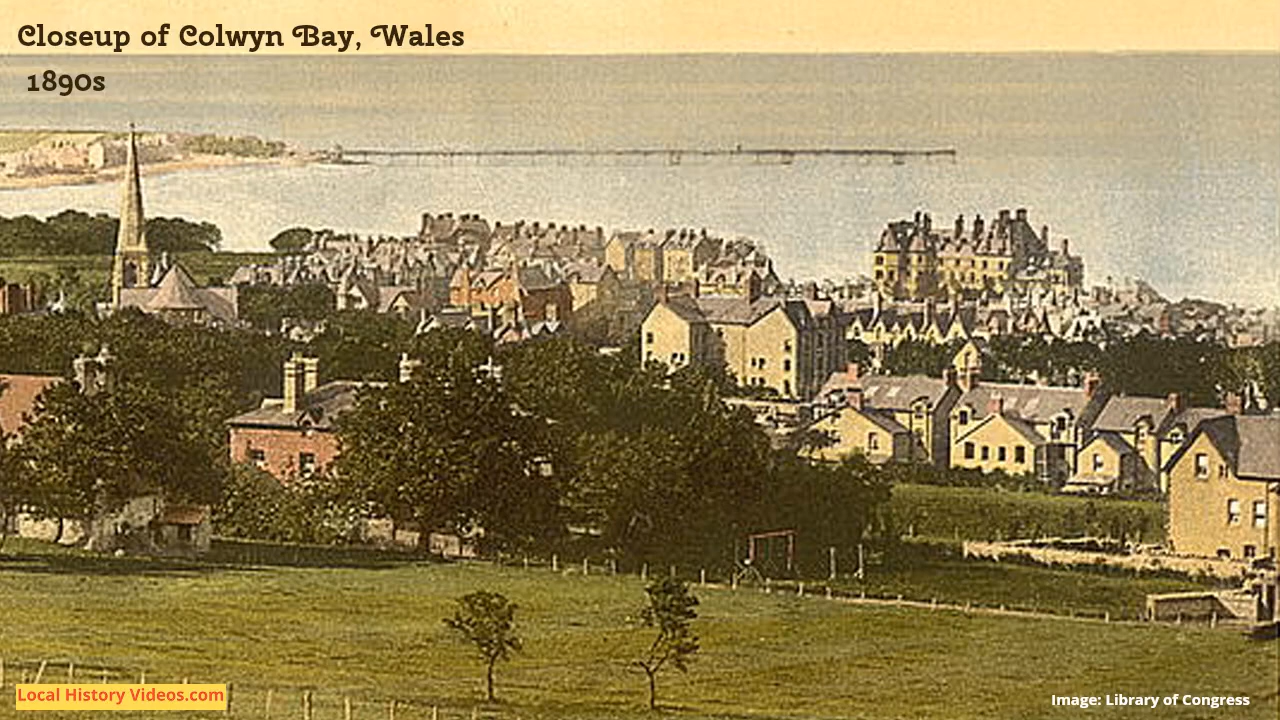 Closeup of Colwyn Bay, Wales
1890s
Local History Videos.com
Image: Library of Congress